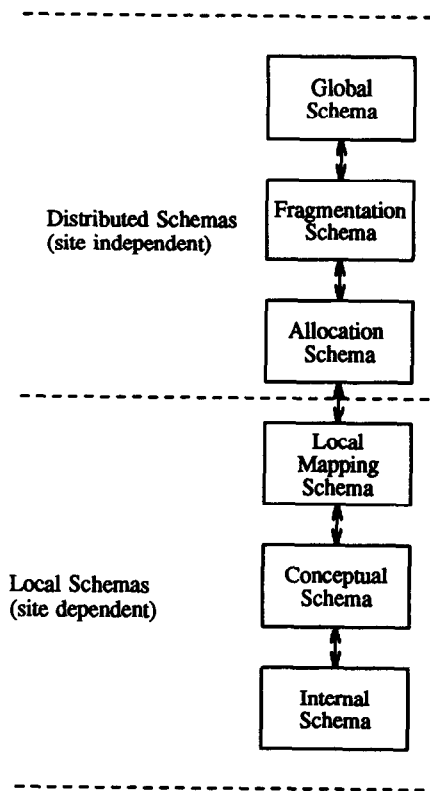 Global
Schema
Distributed Schemas
(site independent)
Fragmentation
Schema
Allocation
Schema
Local
Mapping
Schema
Local Schemas
(site dependent)
Conceptual
Schema
Internal
Schema